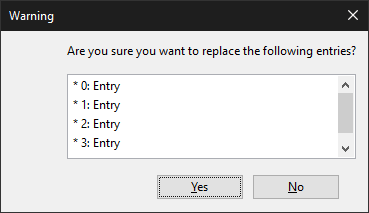 Warning
Are you sure you want to replace the following entries?
* 0: Entry
* 1: Entry
* 2: Entry
* 3: Entry
Yes No